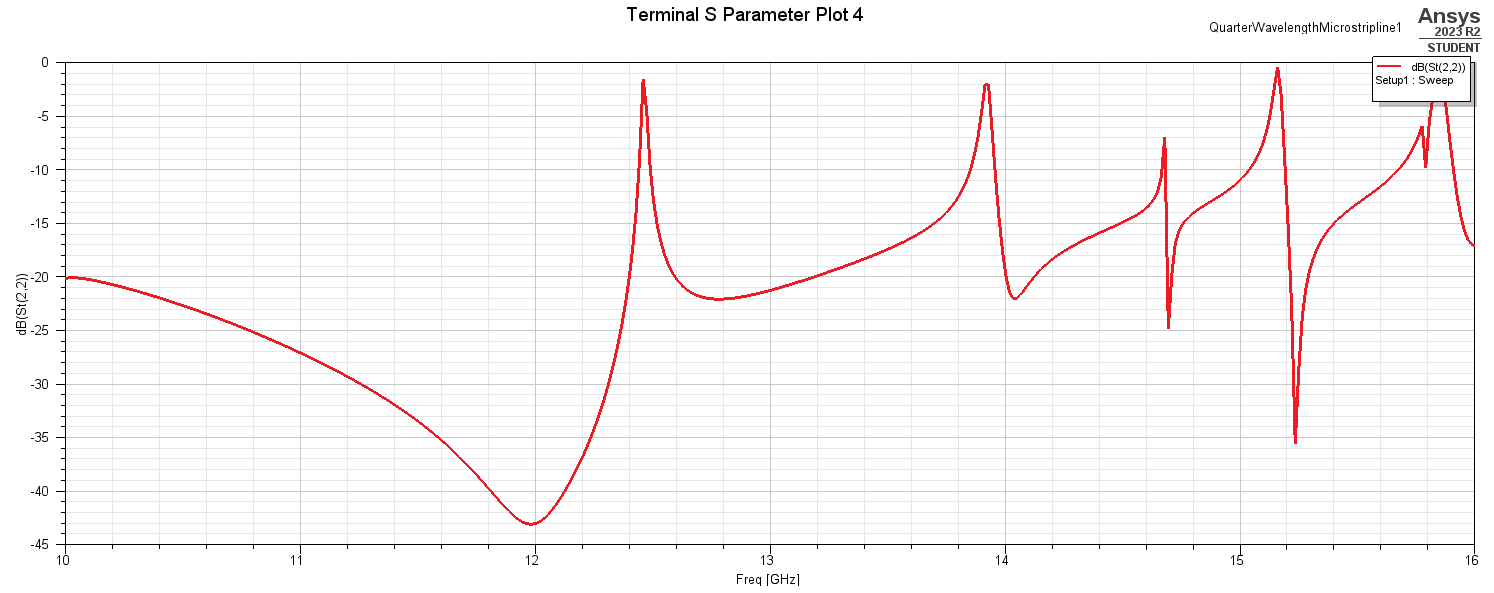 Terminal S Parameter Plot 4
QuarterWavelengthMicrostripline1
Ansys
2023 R2
STUDENT
dB(St(2,2))
Setup1 : Sweep
0
-5
-10
-15
-20
-25
-30
-35
-40
-45
dB(St(2,2))
10
11
12
13
14
15
16
Freq [GHz]